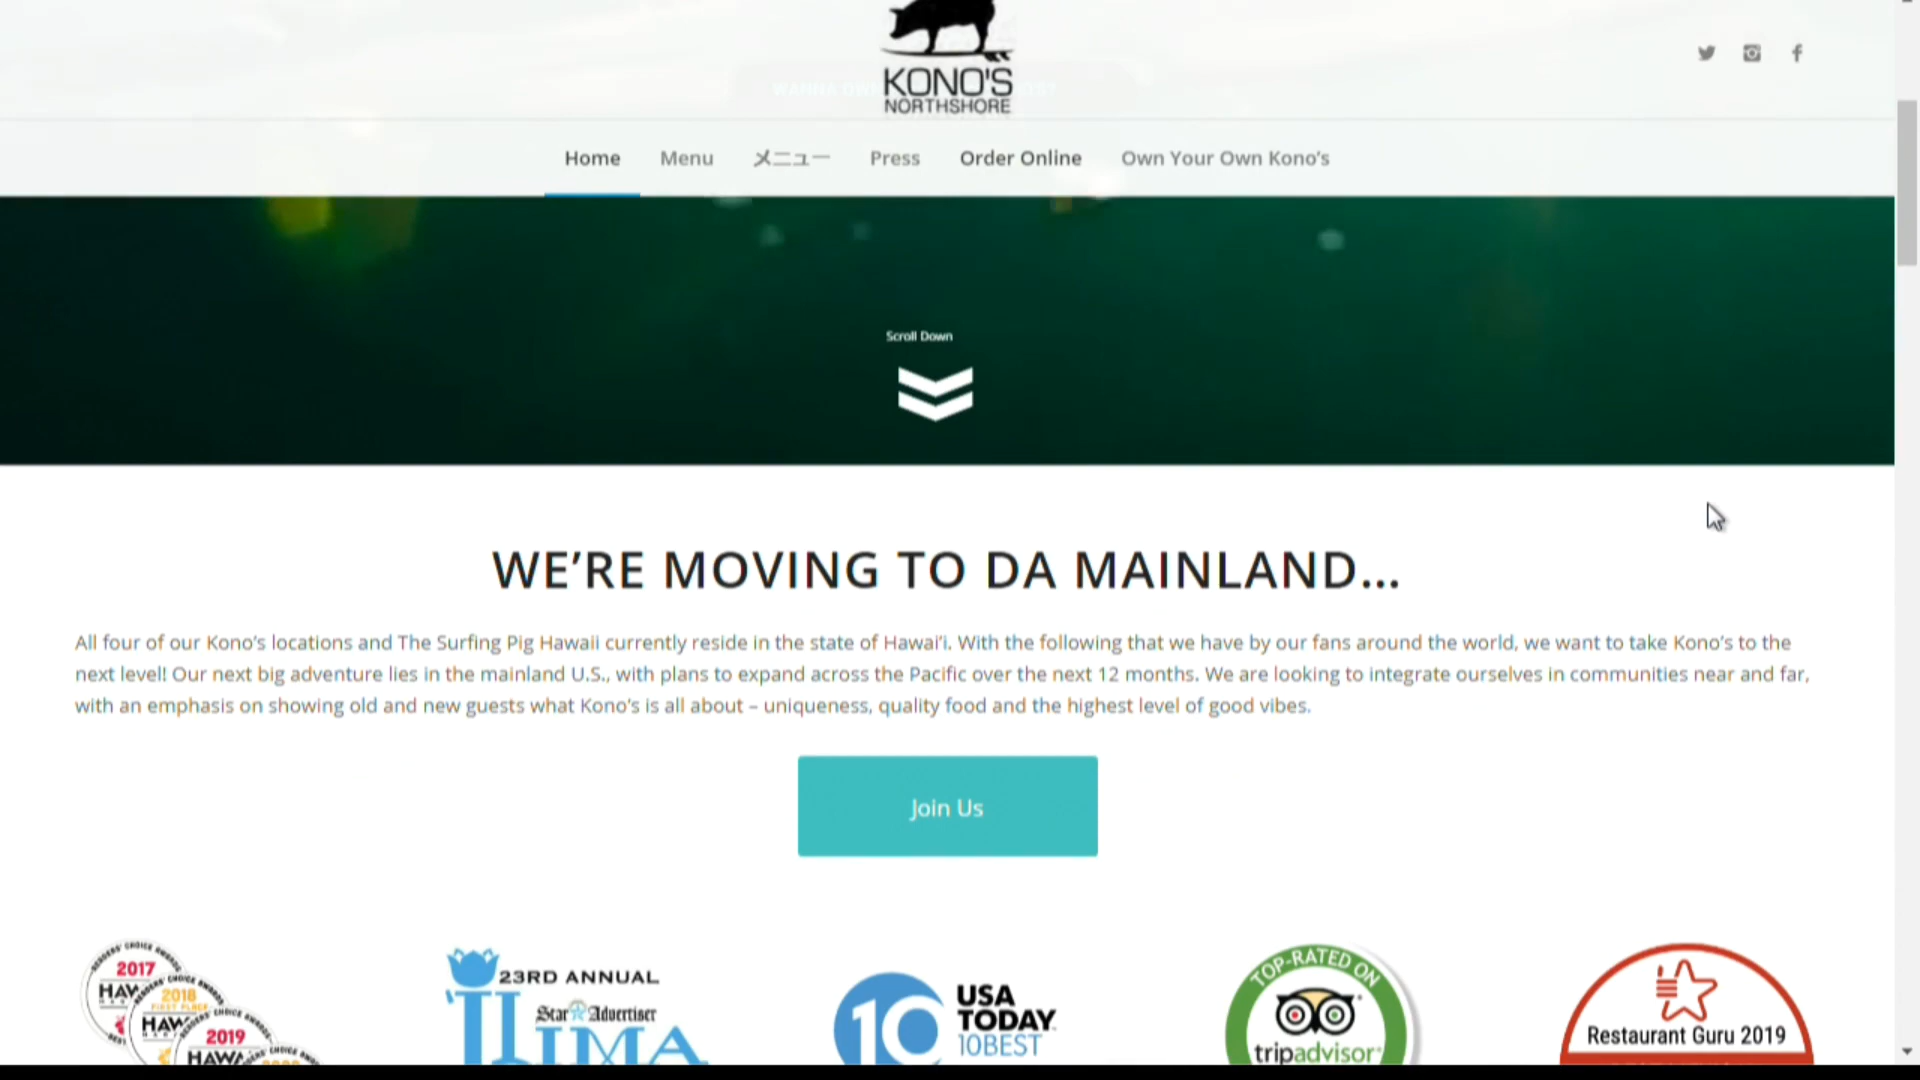 KONO'S
NORTHSHORE
Home Menu メニュー Press Order Online Own Your Own Kono's
Scroll Down
WE'RE MOVING TO DA MAINLAND...
All four of our Kono's locations and The Surfing Pig Hawaii currently reside in the state of Hawai'i. With the following that we have by our fans around the world, we want to take Kono's to the
next level! Our next big adventure lies in the mainland U.S., with plans to expand across the Pacific over the next 12 months. We are looking to integrate ourselves in communities near and far,
with an emphasis on showing old and new guests what Kono's is all about – uniqueness, quality food and the highest level of good vibes.
Join Us
2017
2018
FIRST PLACE
2019
23RD ANNUAL
Star Advertiser
'ILIMA
10 USA
TODAY
10BEST
TOP-RATED ON
tripadvisor
Restaurant Guru 2019